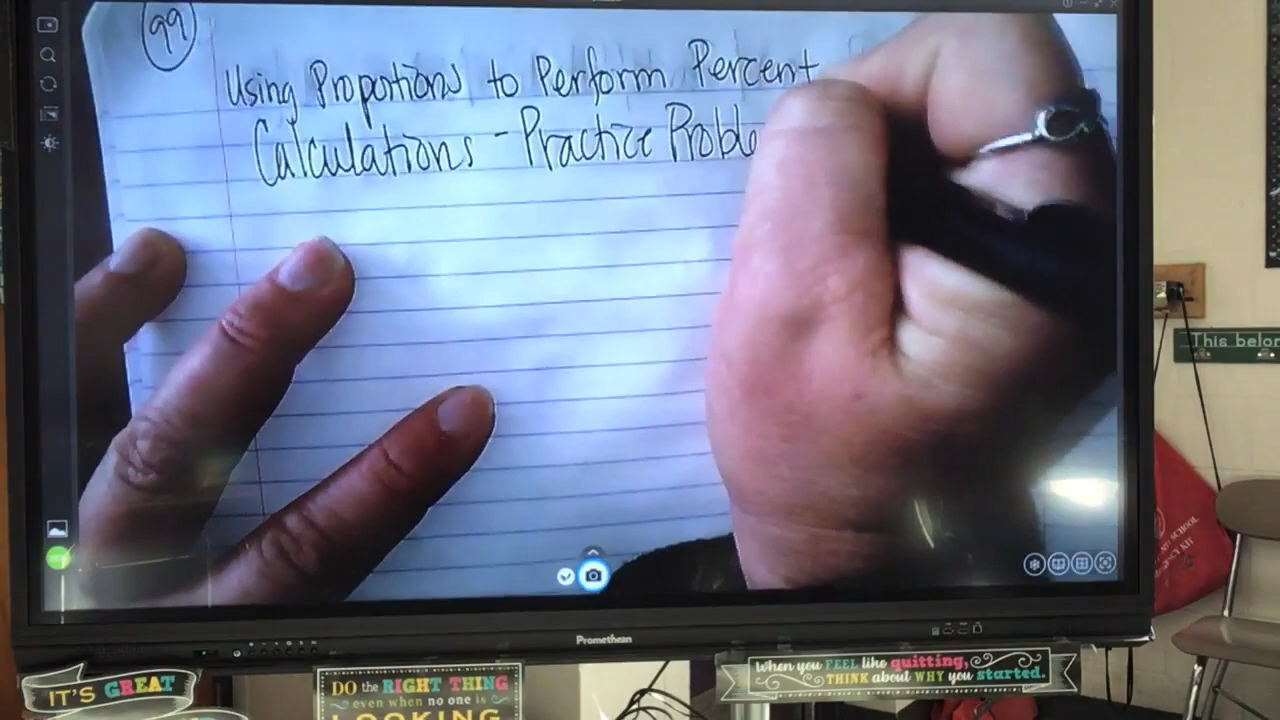 99
Using Proportions to Perform Percent
Calculations - Practice Proble
This belon
Promethean
IT'S GREAT
DO the RIGHT THING
even when no one is
LOOKING
When you FEEL like quitting,
THINK about WHY you started.